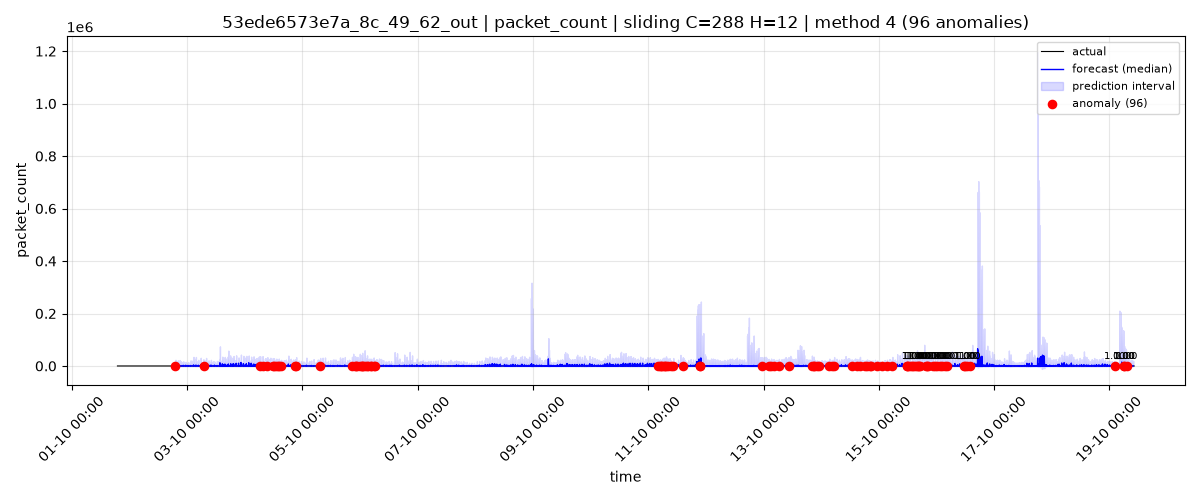 53ede6573e7a_8c_49_62_out | packet_count | sliding C=288 H=12 | method 4 (96 anomalies)
1e6
1.2
1.0
0.8
0.6
0.4
0.2
0.0
packet_count
actual
forecast (median)
prediction interval
anomaly (96)
01-10 00:00
03-10 00:00
05-10 00:00
07-10 00:00
09-10 00:00
11-10 00:00
13-10 00:00
15-10 00:00
17-10 00:00
19-10 00:00
time